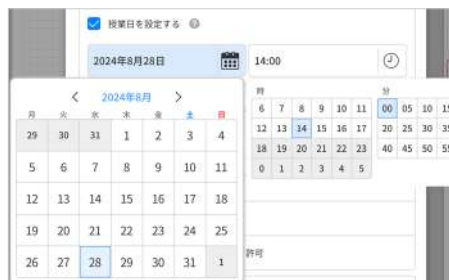 授業日を設定する
2024年8月28日
14:00
2024年8月
月 火 水 木 金 土 日
29 30 31 1 2 3 4
5 6 7 8 9 10 11
12 13 14 15 16 17 18
19 20 21 22 23 24 25
26 27 28 29 30 31 1
時
6 7 8 9 10 11
12 13 14 15 16 17
18 19 20 21 22 23
0 1 2 3 4 5
分
00 05 10 15
20 25 30 35
40 45 50 55
許可